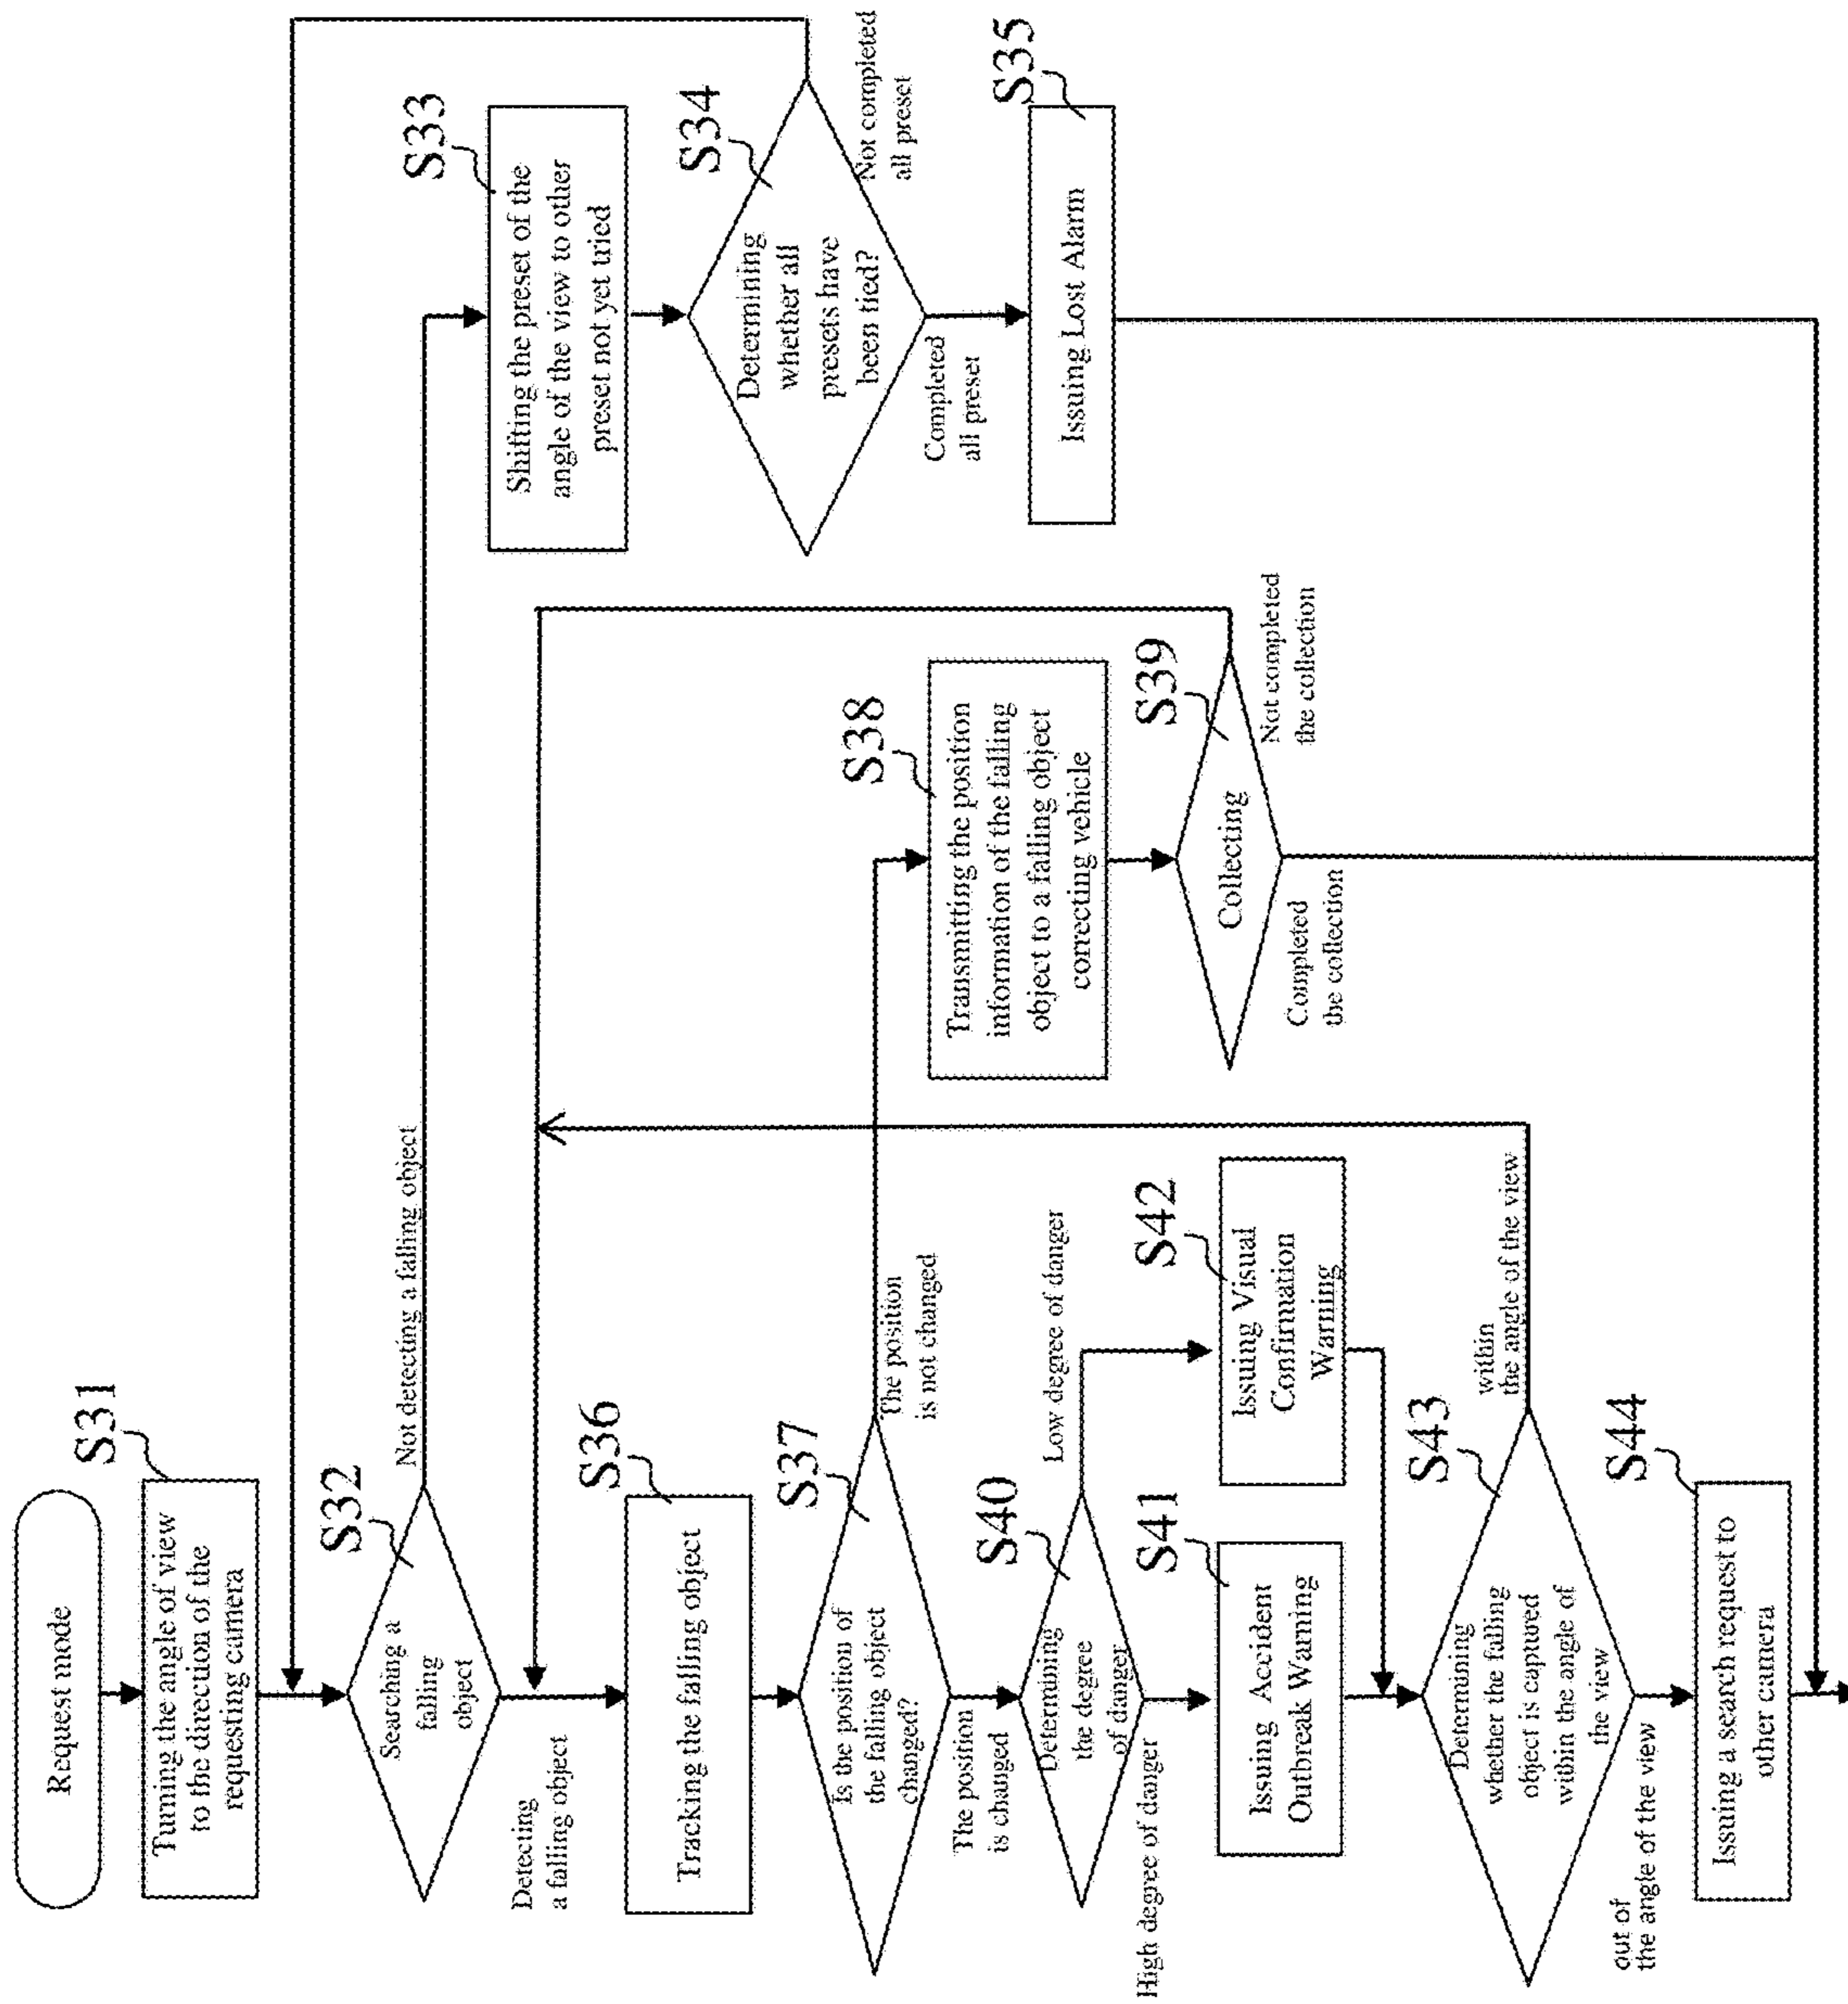 Request mode
S31
Tuming the angle of view
to the direction of the
requesting camera
S32
Searching a
falling
object
Not detecting a falling object
Detecting
a falling object
S33
Shifting the preset of the
angle of the view to other
preset not yet tried
S34
Determining
whether all
presets have
been tied?
Not completed
all preset
Completed
all preset
S35
Issuing Lost Alarm
S36
Tracking the falling object
S37
Is the position of
the falling object
changed?
The position
is not changed
The position
is changed
S38
Transmitting the position
information of the falling
object to a falling object
correcting vehicle
S39
Collecting
Not completed
the collection
Completed
the collection
S40
Determining
the degree
of danger
Low degree of danger
High degree of danger
S41
Issuing Accident
Outbreak Warning
S42
Issuing Visual
Confirmation
Warning
S43
Determining
whether the falling
object is captured
within the angle of
the view
within
the angle of the view
out of
the angle of the view
S44
Issuing a search request to
other camera